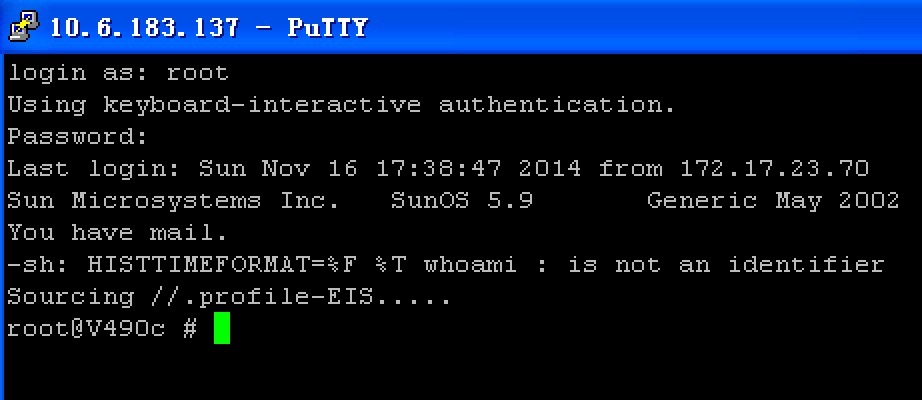 10.6.183.137 - PuTTY
login as: root
Using keyboard-interactive authentication.
Password:
Last login: Sun Nov 16 17:38:47 2014 from 172.17.23.70
Sun Microsystems Inc.   SunOS 5.9       Generic May 2002
You have mail.
-sh: HISTTIMEFORMAT=%F %T whoami : is not an identifier
Sourcing //.profile-EIS.....
root@V490c #